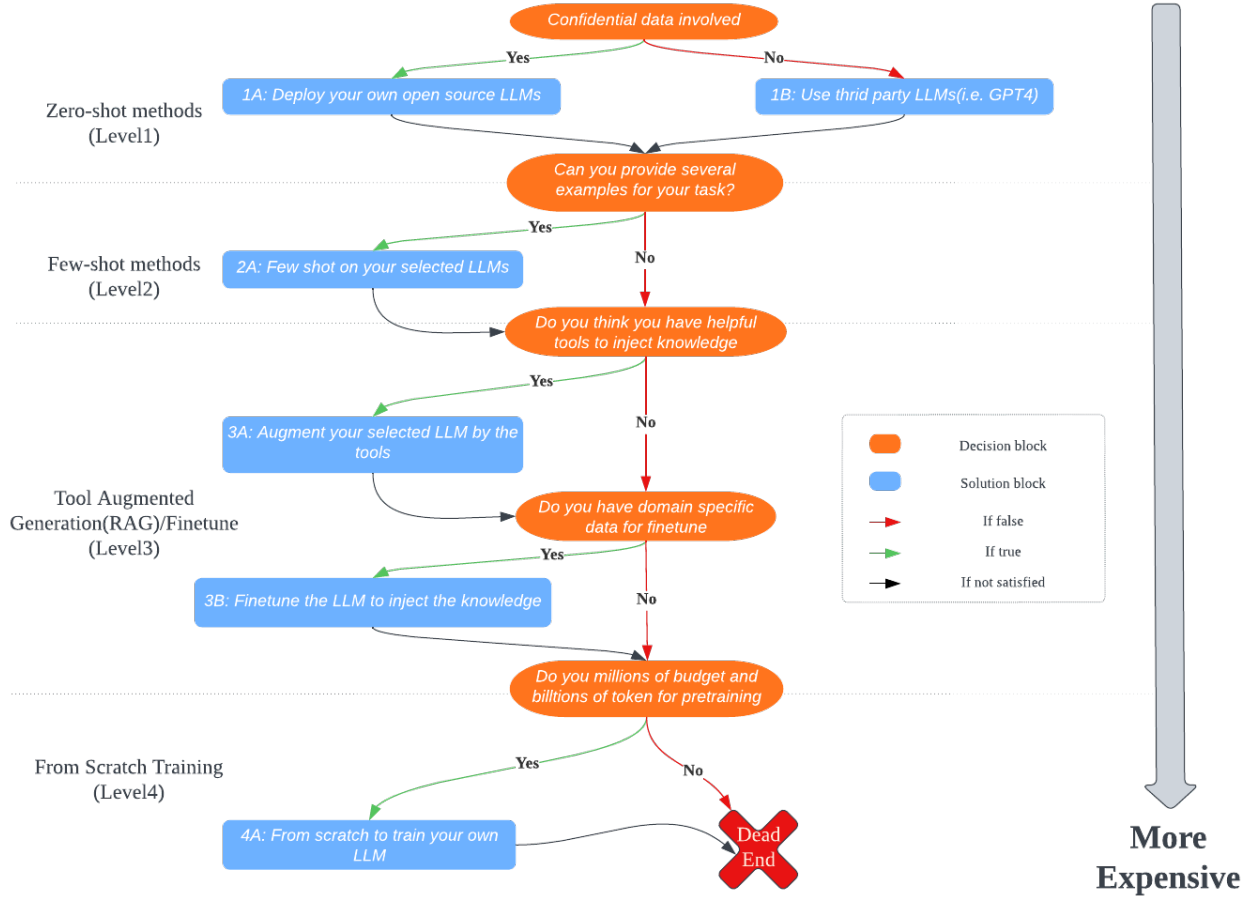 Confidential data involved
Yes
No
1A: Deploy your own open source LLMs
1B: Use thrid party LLMs(i.e. GPT4)
Zero-shot methods
(Level1)
Can you provide several
examples for your task?
Yes
No
Few-shot methods
(Level2)
2A: Few shot on your selected LLMs
Do you think you have helpful
tools to inject knowledge
Yes
No
3A: Augment your selected LLM by the
tools
Tool Augmented
Generation(RAG)/Finetune
(Level3)
Do you have domain specific
data for finetune
Yes
No
3B: Finetune the LLM to inject the knowledge
Do you millions of budget and
billtions of token for pretraining
Yes
No
From Scratch Training
(Level4)
4A: From scratch to train your own
LLM
Dead
End
Decision block
Solution block
If false
If true
If not satisfied
More
Expensive